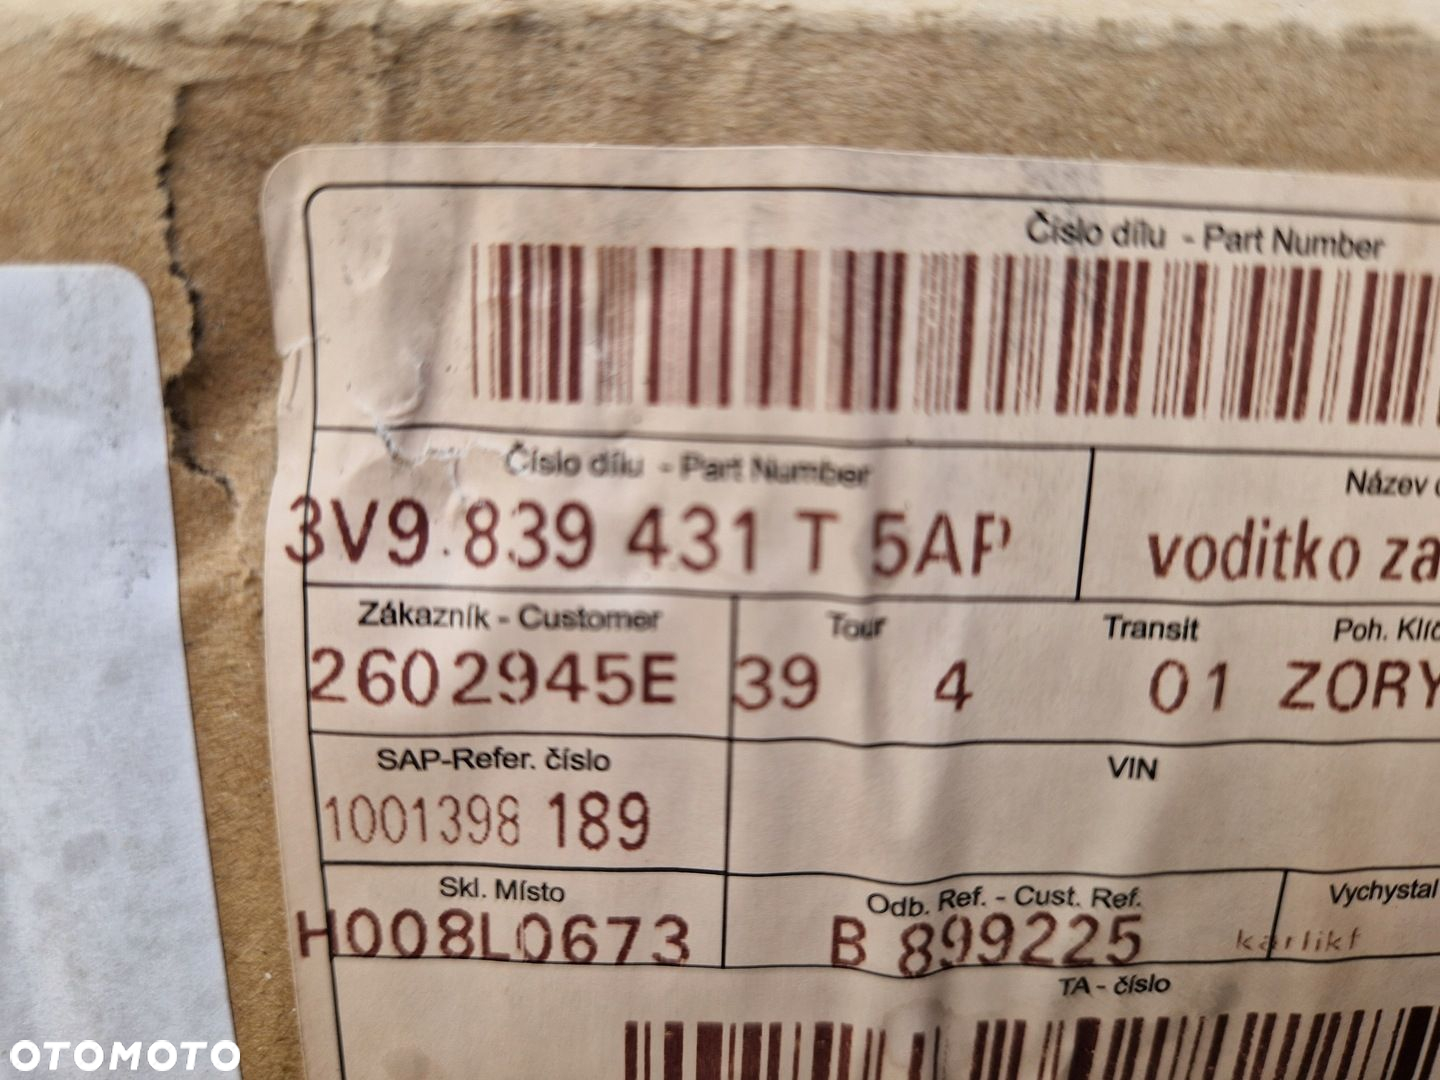 Číslo dílu - Part Number
Číslo dílu - Part Number
Název
3V9 839 431 T 5AP
voditko za
Zákazník - Customer
Tour
Transit
Poh. Klíč
2602945E
39 4
01
ZORY
SAP-Refer. číslo
VIN
1001398 189
Skl. Místo
Odb. Ref. - Cust. Ref.
Vychystal
H008L0673
B 899225
karlikf
TA - číslo
OTOMOTO